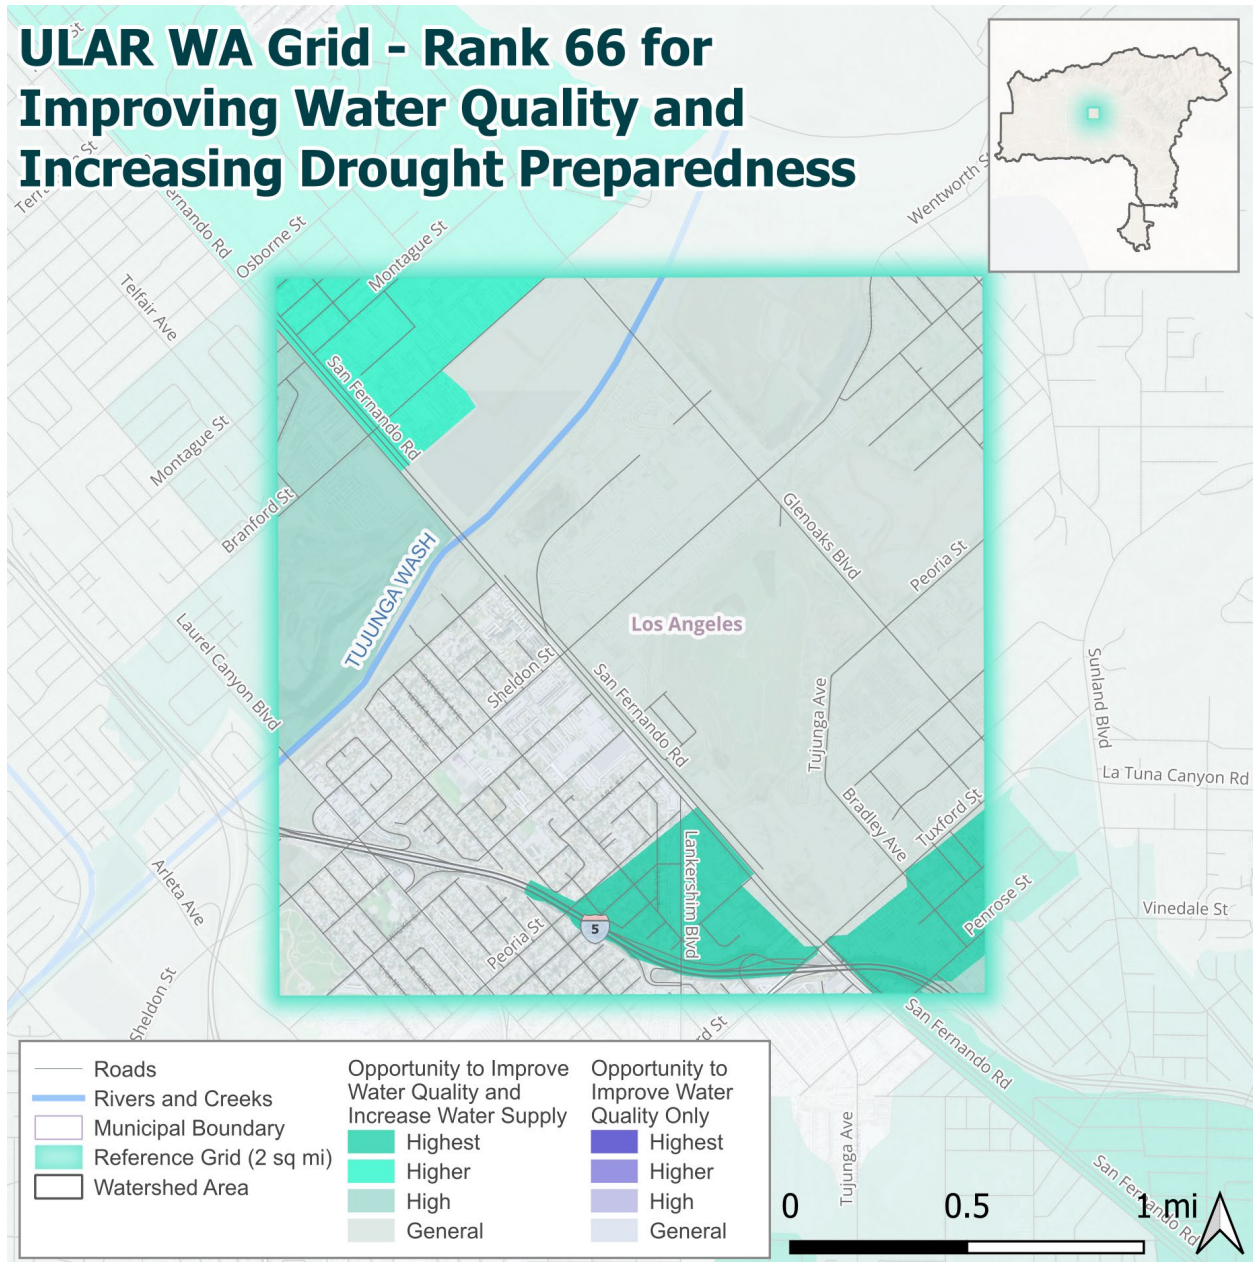 ULAR WA Grid - Rank 66 for
Improving Water Quality and
Increasing Drought Preparedness
Wentworth St
Osborne St
Montague St
Telfair Ave
San Fernando Rd
Montague St
Branford St
TUJUNGA WASH
Glenoaks Blvd
Peoria St
Los Angeles
Laurel Canyon Blvd
Sheldon St
San Fernando Rd
Tujunga Ave
Sunland Blvd
La Tuna Canyon Rd
Bradley Ave
Tuxford St
Lankershim Blvd
Arleta Ave
Penrose St
Vinedale St
5
Peoria St
Sheldon St
San Fernando Rd
rd St
Tujunga Ave
San Fernando Rd
Roads
Rivers and Creeks
Municipal Boundary
Reference Grid (2 sq mi)
Watershed Area
Opportunity to Improve
Water Quality and
Increase Water Supply
Highest
Higher
High
General
Opportunity to
Improve Water
Quality Only
Highest
Higher
High
General
0 0.5 1 mi